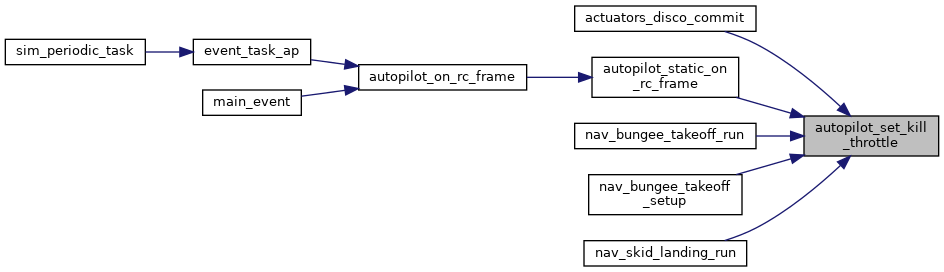 sim_periodic_task
event_task_ap
main_event
autopilot_on_rc_frame
actuators_disco_commit
autopilot_static_on
_rc_frame
nav_bungee_takeoff_run
nav_bungee_takeoff
_setup
nav_skid_landing_run
autopilot_set_kill
_throttle